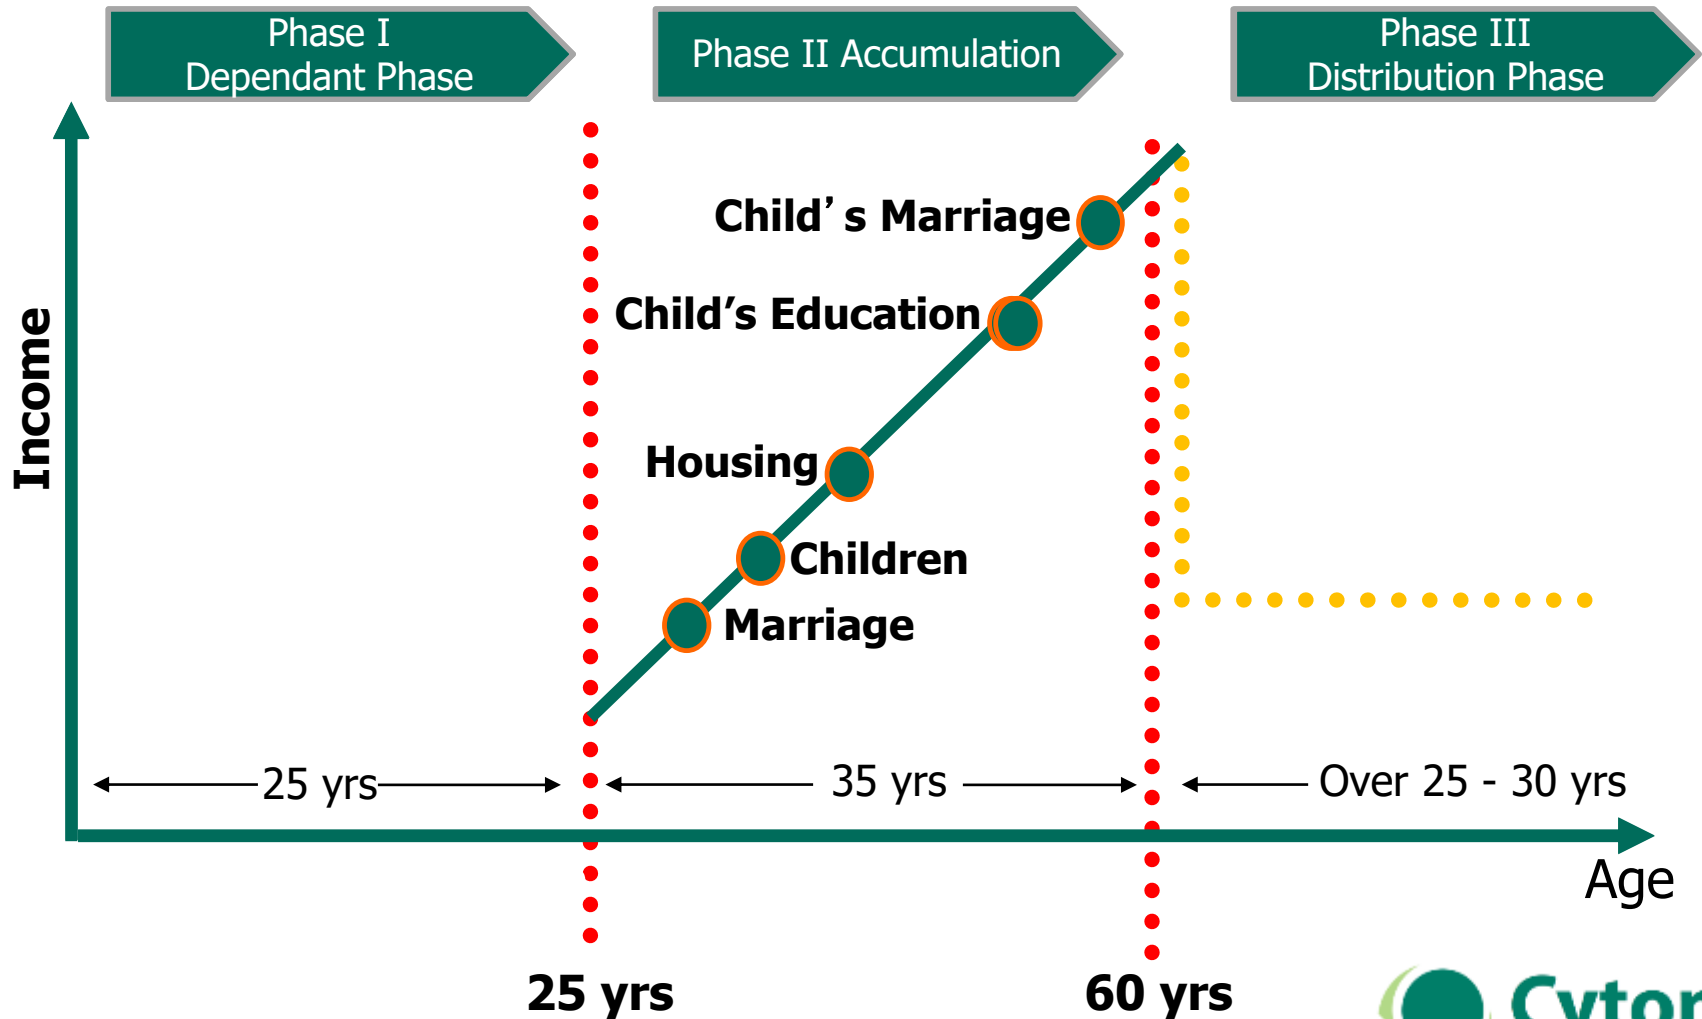 Phase I
Dependant Phase
Phase II Accumulation
Phase III
Distribution Phase
Income
Child’ s Marriage
Child’s Education
Housing
Children
Marriage
25 yrs
35 yrs
Over 25 - 30 yrs
Age
25 yrs
60 yrs